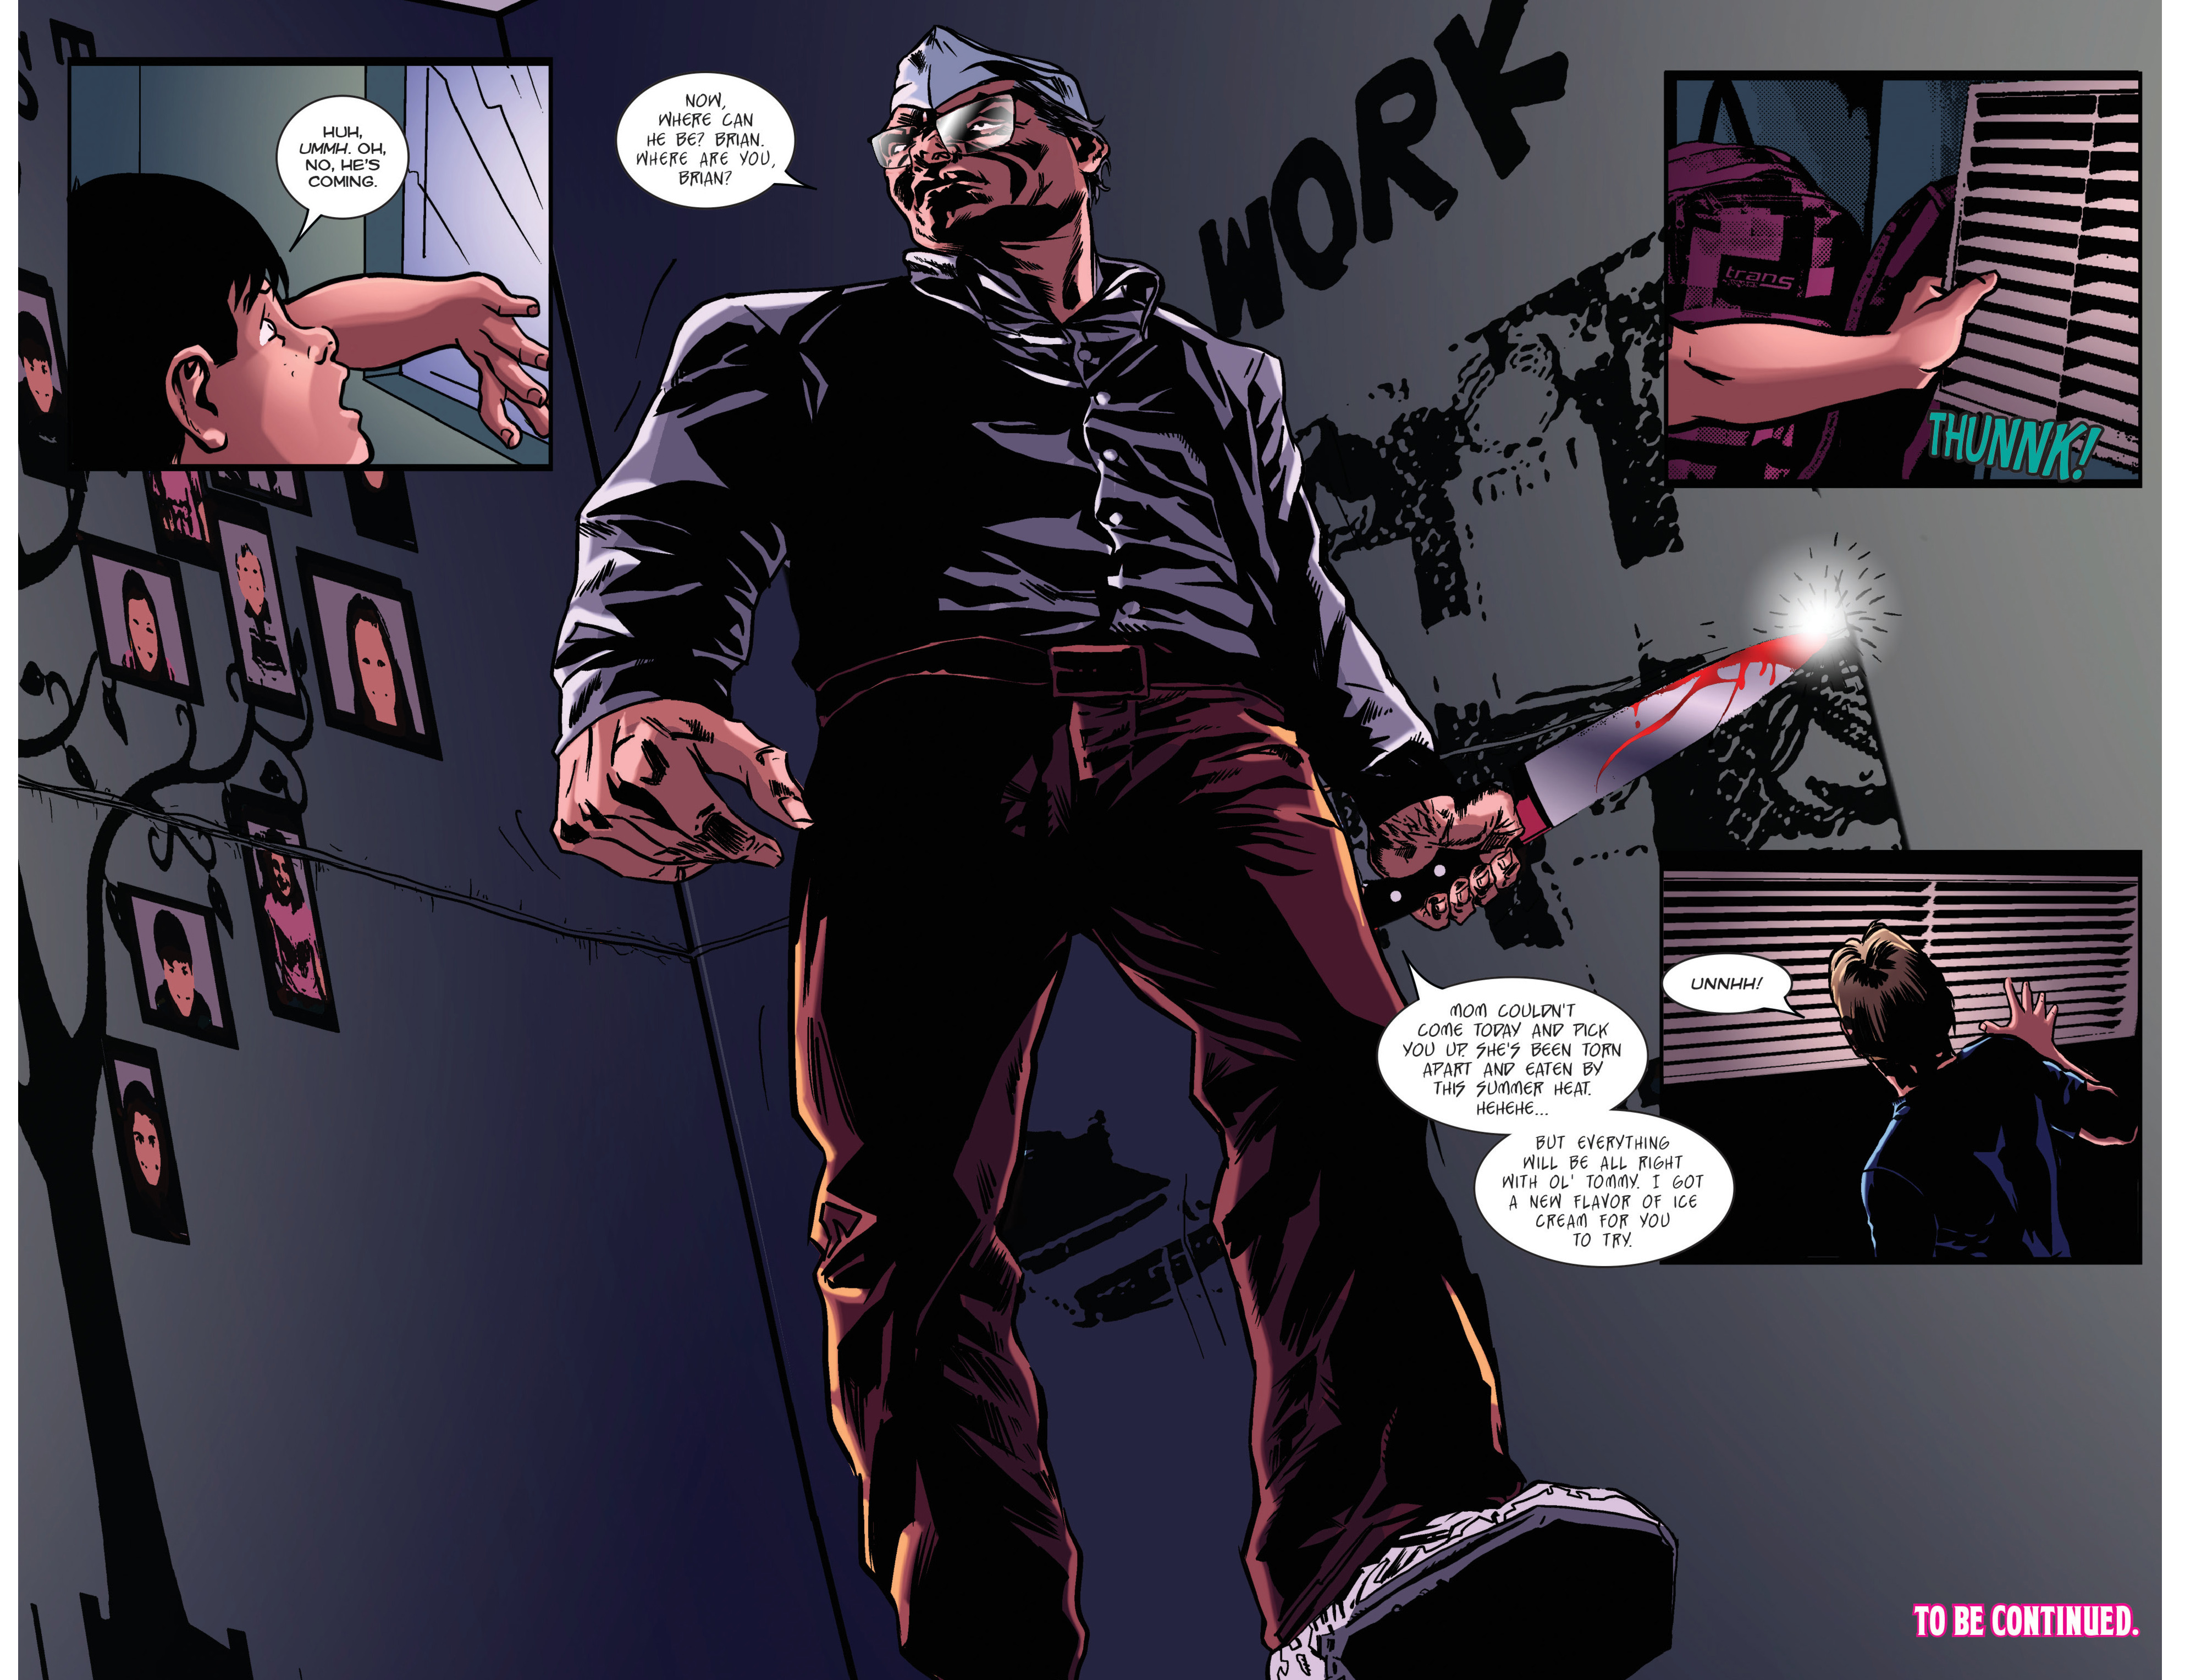 HUH,
UMMH. OH,
NO, HE'S
COMING.
NOW,
WHERE CAN
HE BE? BRIAN.
WHERE ARE YOU,
BRIAN?
WORK
trans
THUNNK!
UNNHH!
MOM COULDN'T
COME TODAY AND PICK
YOU UP. SHE'S BEEN TORN
APART AND EATEN BY
THIS SUMMER HEAT.
HEHEHE...
BUT EVERYTHING
WILL BE ALL RIGHT
WITH OL' TOMMY. I GOT
A NEW FLAVOR OF ICE
CREAM FOR YOU
TO TRY.
TO BE CONTINUED.